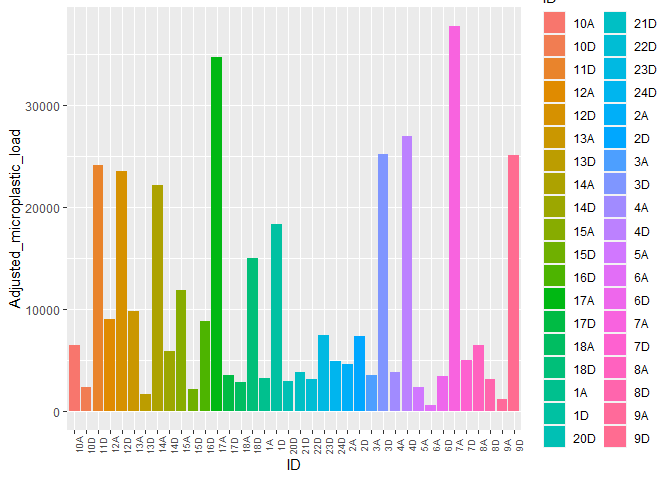 ID
10A 21D
10D 22D
11D 23D
12A 24D
12D 2A
13A 2D
13D 3A
14A 3D
14D 4A
15A 4D
15D 5A
16D 6A
17A 6D
17D 7A
18A 7D
18D 8A
1A 8D
1D 9A
20D 9D
Adjusted_microplastic_load
30000
20000
10000
0
10A 10D 11D 12A 12D 13A 13D 14A 14D 15A 15D 16D 17A 17D 18A 18D 1A 1D 20D 21D 22D 23D 24D 2A 2D 3A 3D 4A 4D 5A 6A 6D 7A 7D 8A 8D 9A 9D
ID